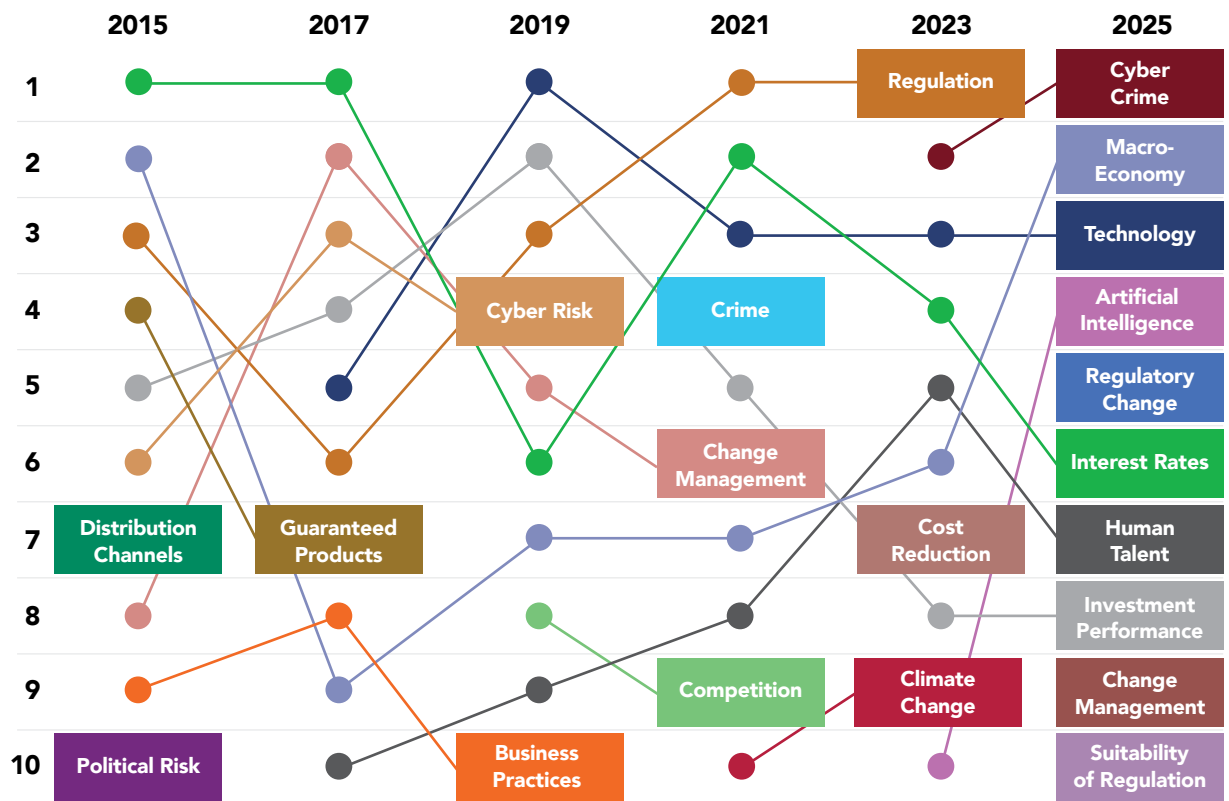 2015 2017 2019 2021 2023 2025
1
Regulation
Cyber
Crime
2
Macro-
Economy
3
Technology
4
Cyber Risk
Crime
Artificial
Intelligence
5
Regulatory
Change
6
Change
Management
Interest Rates
7
Distribution
Channels
Guaranteed
Products
Cost
Reduction
Human
Talent
8
Investment
Performance
9
Competition
Climate
Change
Change
Management
10
Political Risk
Business
Practices
Suitability
of Regulation